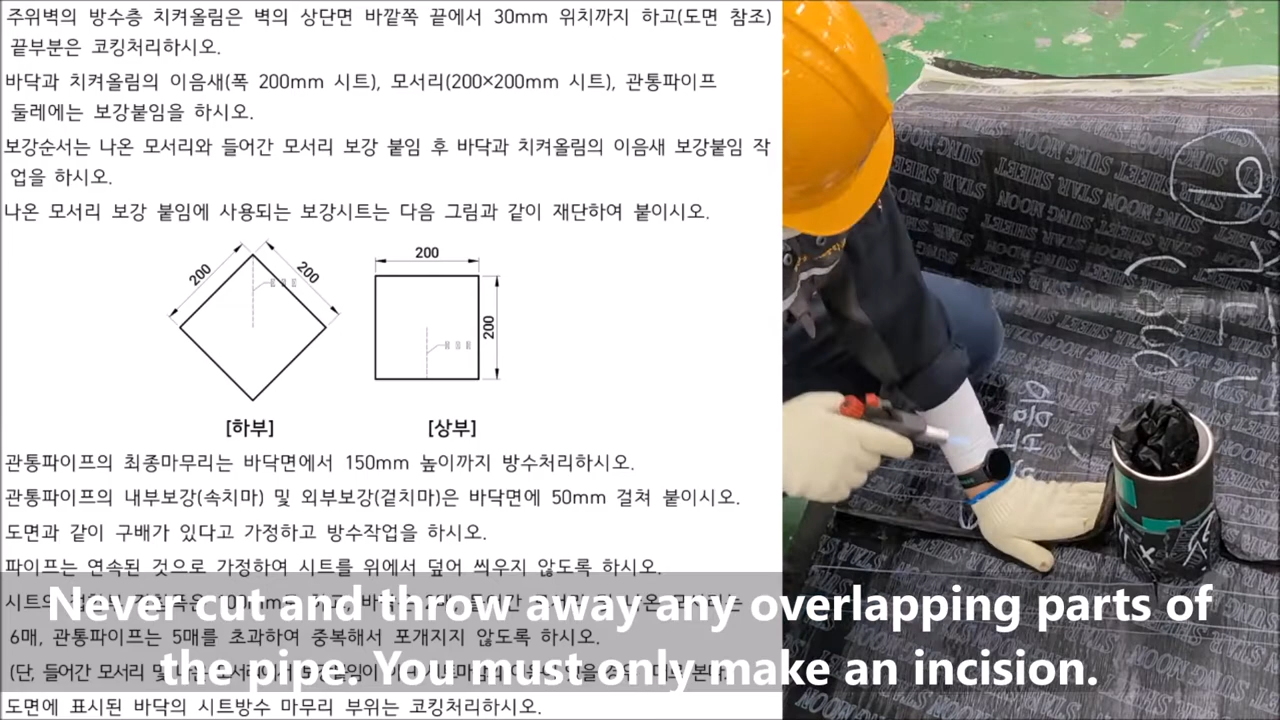 주위벽의 방수층 치켜올림은 벽의 상단면 바깥쪽 끝에서 30mm 위치까지 하고(도면 참조)
끝부분은 코킹처리하시오.
바닥과 치켜올림의 이음새(폭 200mm 시트), 모서리(200×200mm 시트), 관통파이프
둘레에는 보강붙임을 하시오.
보강순서는 나온 모서리와 들어간 모서리 보강 붙임 후 바닥과 치켜올림의 이음새 보강붙임 작
업을 하시오.
나온 모서리 보강 붙임에 사용되는 보강시트는 다음 그림과 같이 재단하여 붙이시오.
200
200
200
200
[하부]
[상부]
관통파이프의 최종마무리는 바닥면에서 150mm 높이까지 방수처리하시오.
관통파이프의 내부보강(속치마) 및 외부보강(겉치마)은 바닥면에 50mm 걸쳐 붙이시오.
도면과 같이 구배가 있다고 가정하고 방수작업을 하시오.
파이프는 연속된 것으로 가정하여 시트를 위에서 덮어 씌우지 않도록 하시오.
Never cut and throw away any overlapping parts of
6매, 관통파이프는 5매를 초과하여 중복해서 포개지지 않도록 하시오.
the pipe. You must only make an incision.
(단, 들어간 모서리 및
도면에 표시된 바닥의 시트방수 마무리 부위는 코킹처리하시오.
SUNG MOON
STAR SHEET